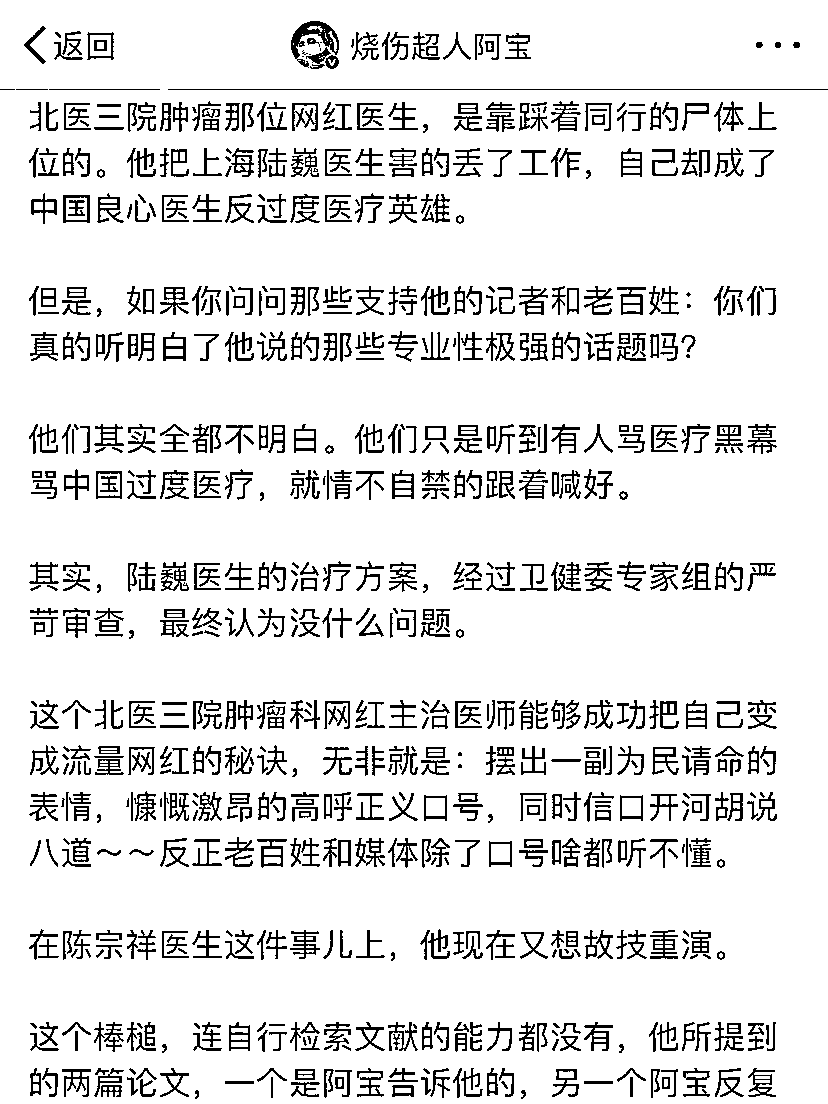 返回
烧伤超人阿宝
北医三院肿瘤那位网红医生，是靠踩着同行的尸体上
位的。他把上海陆巍医生害的丢了工作，自己却成了
中国良心医生反过度医疗英雄。
但是，如果你问问那些支持他的记者和老百姓：你们
真的听明白了他说的那些专业性极强的话题吗？
他们其实全都不明白。他们只是听到有人骂医疗黑幕
骂中国过度医疗，就情不自禁的跟着喊好。
其实，陆巍医生的治疗方案，经过卫健委专家组的严
苛审查，最终认为没什么问题。
这个北医三院肿瘤科网红主治医师能够成功把自己变
成流量网红的秘诀，无非就是：摆出一副为民请命的
表情，慷慨激昂的高呼正义口号，同时信口开河胡说
八道～～反正老百姓和媒体除了口号啥都听不懂。
在陈宗祥医生这件事儿上，他现在又想故技重演。
这个棒槌，连自行检索文献的能力都没有，他所提到
的两篇论文，一个是阿宝告诉他的，另一个阿宝反复